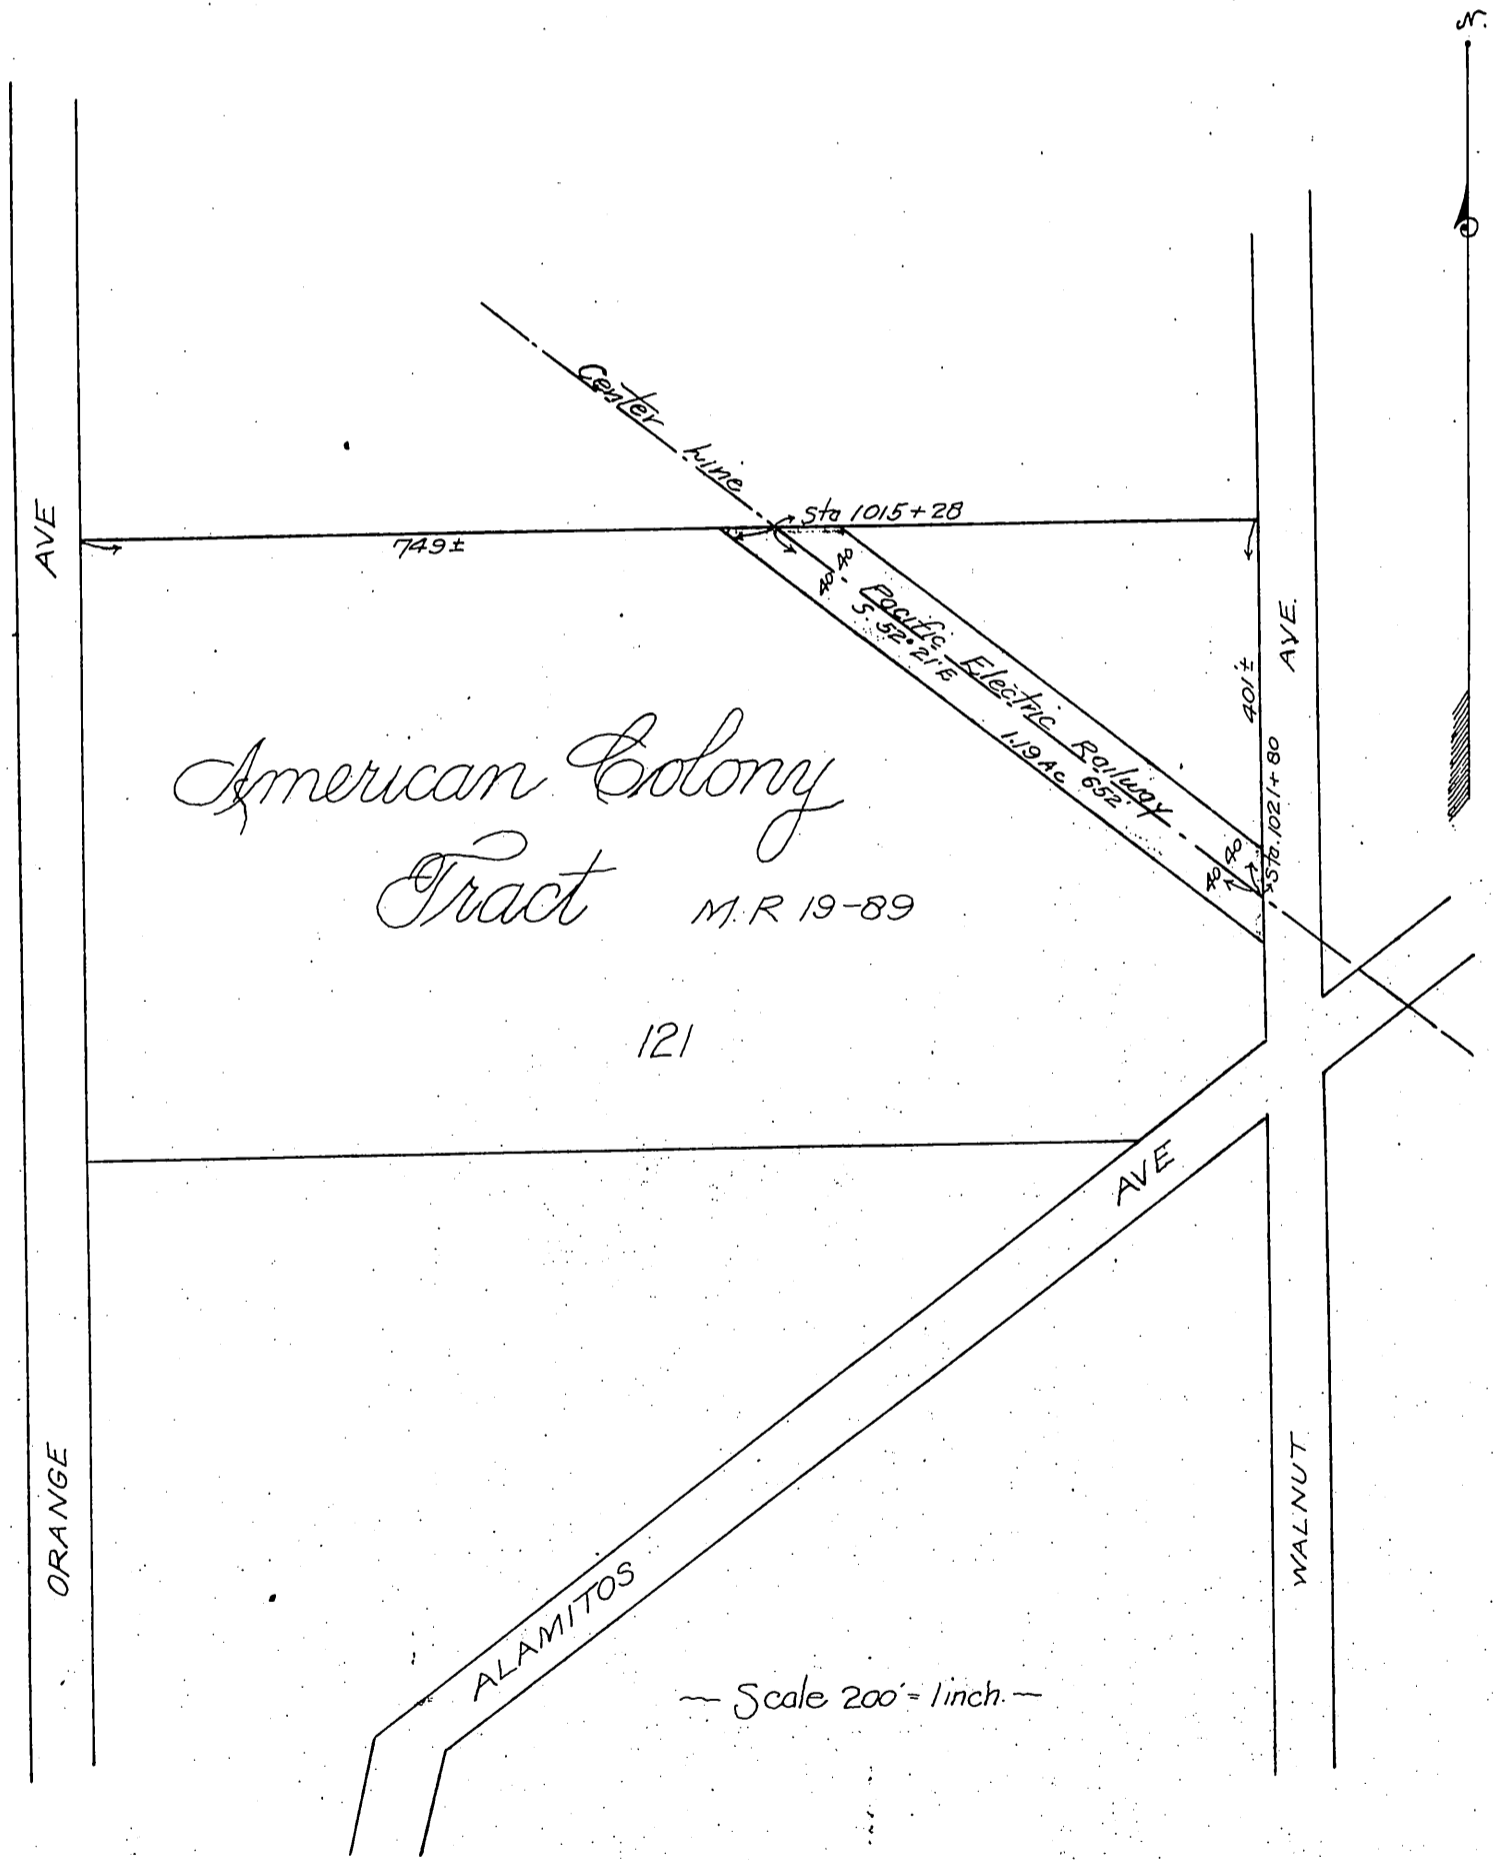 N.
Center Line
Sta 1015+28
749±
AVE
40 40
Pacific Electric Railway
S. 52° 21' E
1.19 Ac 652'
401'±
AVE.
Sta. 1021+80
40 40
American Colony
Tract M.R 19-89
121
AVE
ORANGE
WALNUT
ALAMITOS
— Scale 200' = 1 inch. —